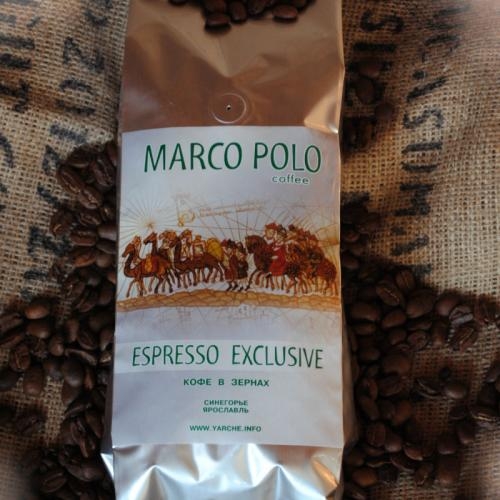 MARCO POLO
coffee
ESPRESSO EXCLUSIVE
КОФЕ В ЗЕРНАХ
СИНЕГОРЬЕ
ЯРОСЛАВЛЬ
WWW.YARCHE.INFO